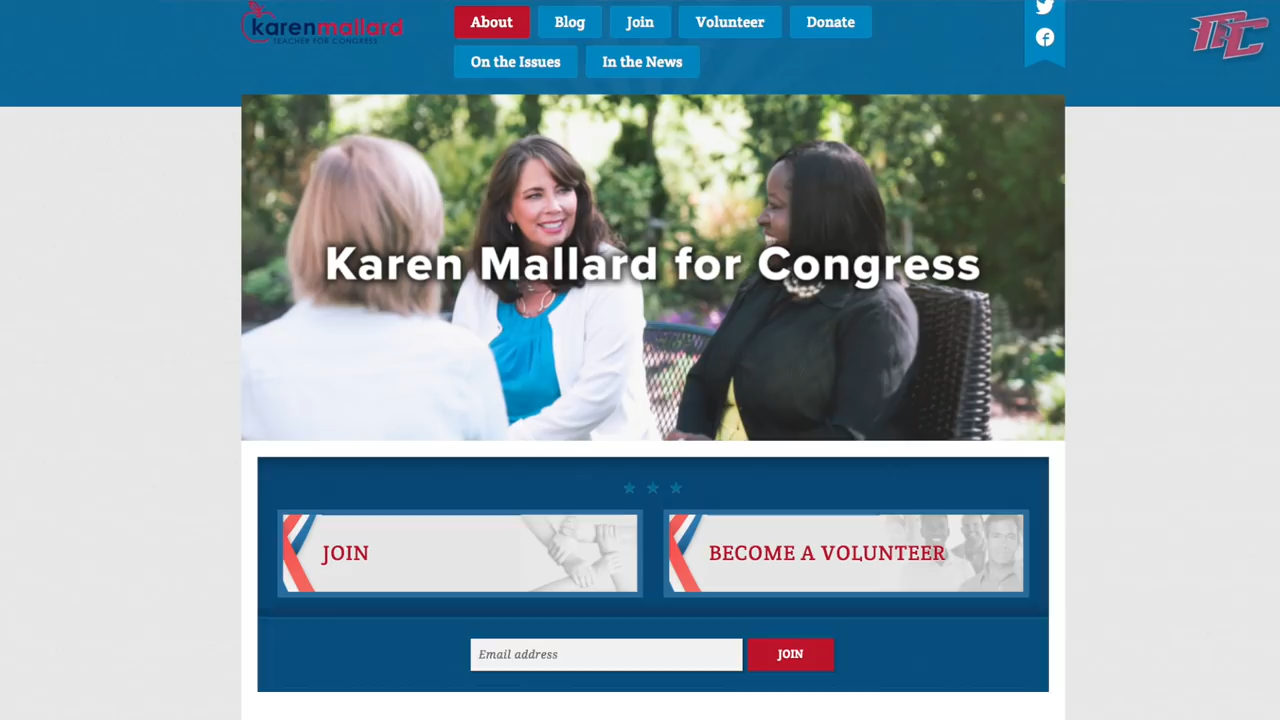 karenmallard
TEACHER FOR CONGRESS
About
Blog
Join
Volunteer
Donate
On the Issues
In the News
Karen Mallard for Congress
JOIN
BECOME A VOLUNTEER
Email address
JOIN